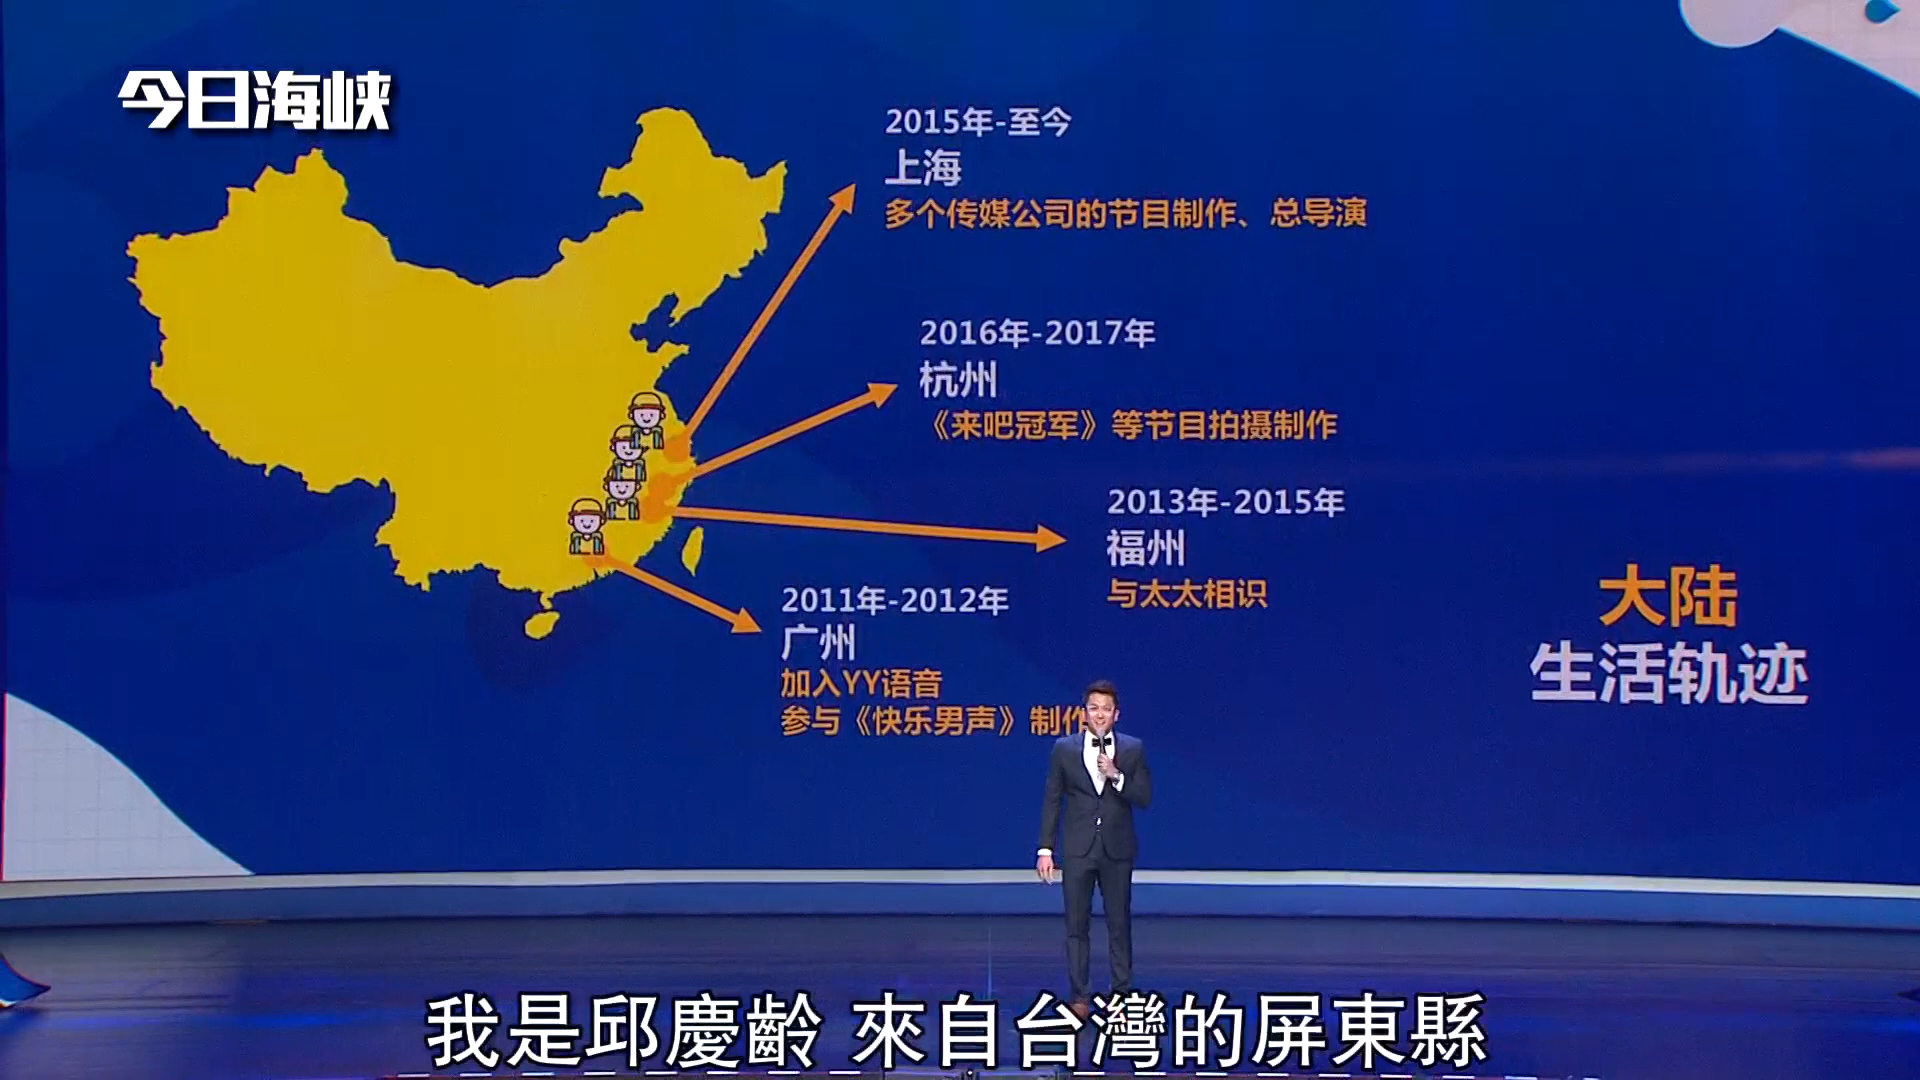 今日海峡
2015年-至今
上海
多个传媒公司的节目制作、总导演
2016年-2017年
杭州
《来吧冠军》等节目拍摄制作
2013年-2015年
福州
与太太相识
2011年-2012年
广州
加入YY语音
参与《快乐男声》制作
大陆
生活轨迹
我是邱慶齡 來自台灣的屏東縣